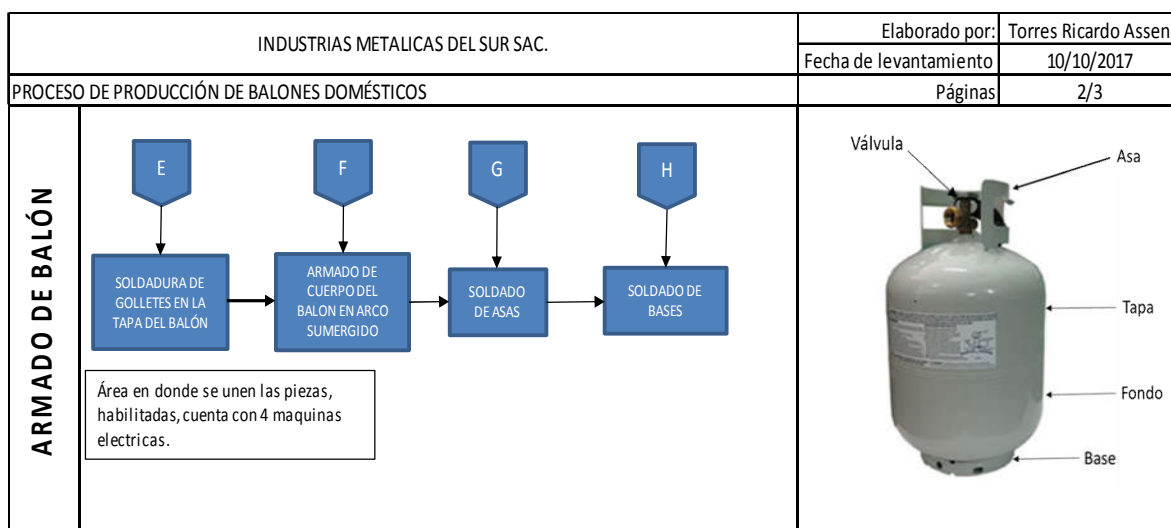 INDUSTRIAS METALICAS DEL SUR SAC.
Elaborado por: Torres Ricardo Assen
Fecha de levantamiento 10/10/2017
PROCESO DE PRODUCCIÓN DE BALONES DOMÉSTICOS
Páginas 2/3
ARMADO DE BALÓN
E
F
G
H
SOLDADURA DE
GOLLETES EN LA
TAPA DEL BALÓN
ARMADO DE
CUERPO DEL
BALON EN ARCO
SUMERGIDO
SOLDADO
DE ASAS
SOLDADO DE
BASES
Área en donde se unen las piezas,
habilitadas, cuenta con 4 maquinas
electricas.
Válvula
Asa
Tapa
Fondo
Base